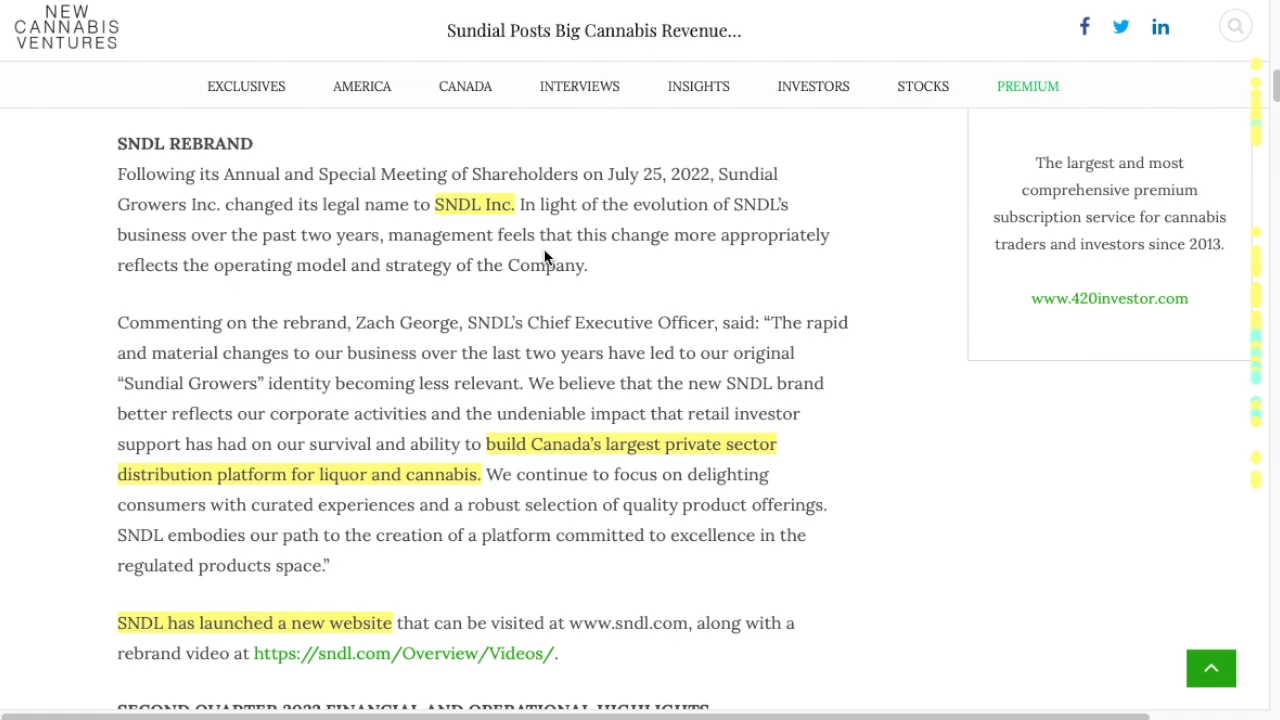 NEW
CANNABIS
VENTURES
Sundial Posts Big Cannabis Revenue...
EXCLUSIVES AMERICA CANADA INTERVIEWS INSIGHTS INVESTORS STOCKS PREMIUM
SNDL REBRAND
Following its Annual and Special Meeting of Shareholders on July 25, 2022, Sundial
Growers Inc. changed its legal name to SNDL Inc. In light of the evolution of SNDL’s
business over the past two years, management feels that this change more appropriately
reflects the operating model and strategy of the Company.
Commenting on the rebrand, Zach George, SNDL’s Chief Executive Officer, said: “The rapid
and material changes to our business over the last two years have led to our original
“Sundial Growers” identity becoming less relevant. We believe that the new SNDL brand
better reflects our corporate activities and the undeniable impact that retail investor
support has had on our survival and ability to build Canada’s largest private sector
distribution platform for liquor and cannabis. We continue to focus on delighting
consumers with curated experiences and a robust selection of quality product offerings.
SNDL embodies our path to the creation of a platform committed to excellence in the
regulated products space.”
SNDL has launched a new website that can be visited at www.sndl.com, along with a
rebrand video at https://sndl.com/Overview/Videos/.
SECOND QUARTER 2022 FINANCIAL AND OPERATIONAL HIGHLIGHTS
The largest and most
comprehensive premium
subscription service for cannabis
traders and investors since 2013.
www.420investor.com